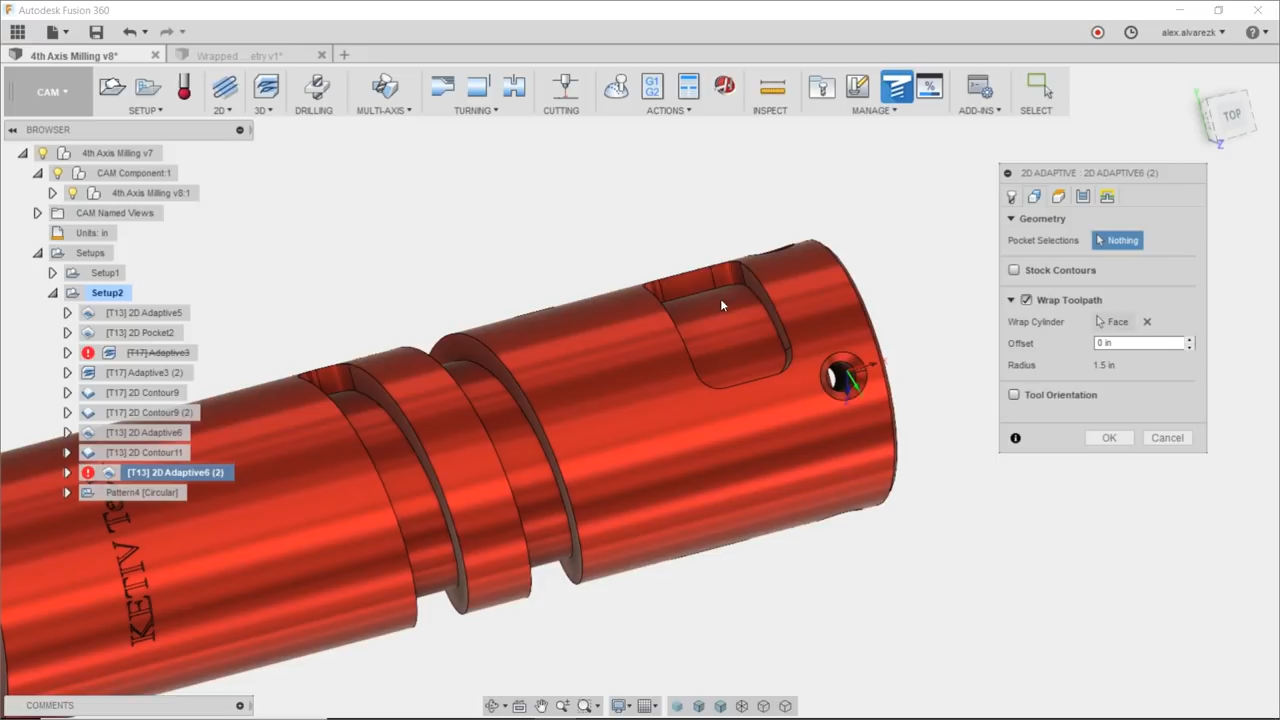 Autodesk Fusion 360
alex.alvarezk
4th Axis Milling v8*
Wrapped ...etry v1*
CAM
SETUP
2D
3D
DRILLING
MULTI-AXIS
TURNING
CUTTING
G1
G2
ACTIONS
INSPECT
MANAGE
ADD-INS
SELECT
BROWSER
4th Axis Milling v7
CAM Component:1
4th Axis Milling v8:1
CAM Named Views
Units: in
Setups
Setup1
Setup2
[T13] 2D Adaptive5
[T13] 2D Pocket2
[T17] Adaptive3
[T17] Adaptive3 (2)
[T17] 2D Contour9
[T17] 2D Contour9 (2)
[T13] 2D Adaptive6
[T13] 2D Contour11
[T13] 2D Adaptive6 (2)
Pattern4 [Circular]
KETIV
TOP
Z
2D ADAPTIVE : 2D ADAPTIVE6 (2)
Geometry
Pocket Selections
Nothing
Stock Contours
Wrap Toolpath
Wrap Cylinder
Face
Offset
0 in
Radius
1.5 in
Tool Orientation
OK
Cancel
COMMENTS